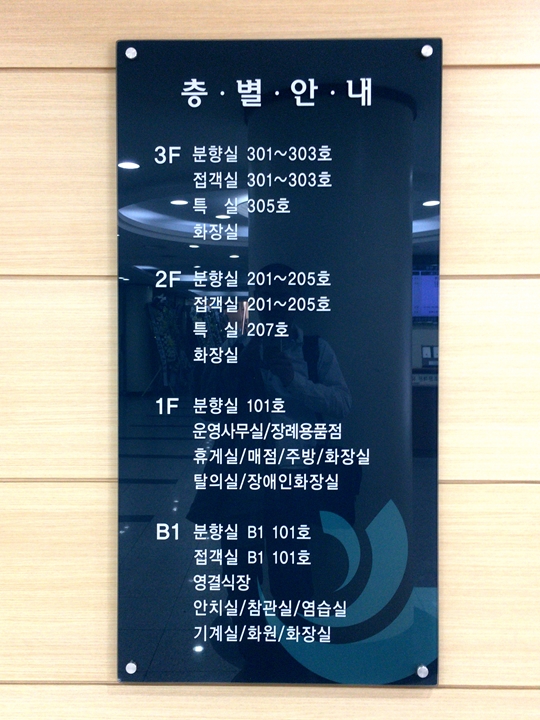 층·별·안·내
3F 분향실 301~303호
접객실 301~303호
특 실 305호
화장실
2F 분향실 201~205호
접객실 201~205호
특 실 207호
화장실
1F 분향실 101호
운영사무실/장례용품점
휴게실/매점/주방/화장실
탈의실/장애인화장실
B1 분향실 B1 101호
접객실 B1 101호
영결식장
안치실/참관실/염습실
기계실/화원/화장실